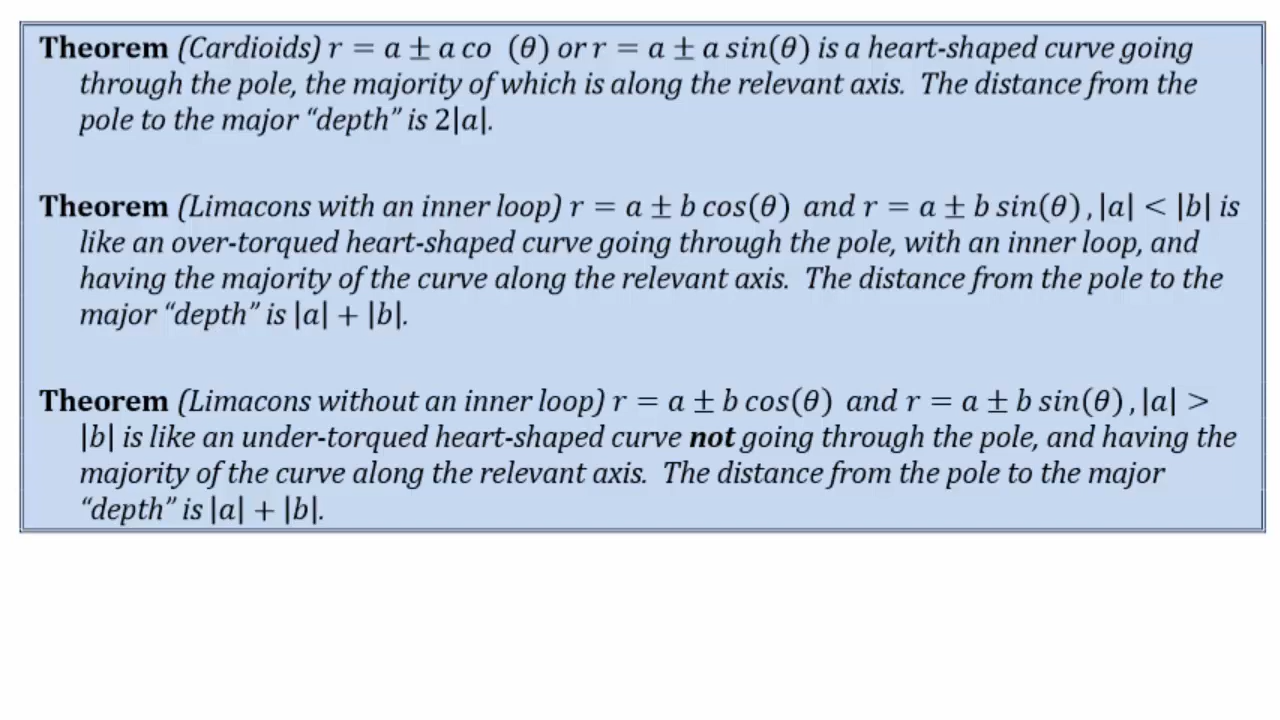 Theorem (Cardioids) r = a ± a co (θ) or r = a ± a sin(θ) is a heart-shaped curve going
through the pole, the majority of which is along the relevant axis. The distance from the
pole to the major “depth” is 2|a|.
Theorem (Limacons with an inner loop) r = a ± b cos(θ) and r = a ± b sin(θ), |a| < |b| is
like an over-torqued heart-shaped curve going through the pole, with an inner loop, and
having the majority of the curve along the relevant axis. The distance from the pole to the
major “depth” is |a| + |b|.
Theorem (Limacons without an inner loop) r = a ± b cos(θ) and r = a ± b sin(θ), |a| >
|b| is like an under-torqued heart-shaped curve not going through the pole, and having the
majority of the curve along the relevant axis. The distance from the pole to the major
“depth” is |a| + |b|.